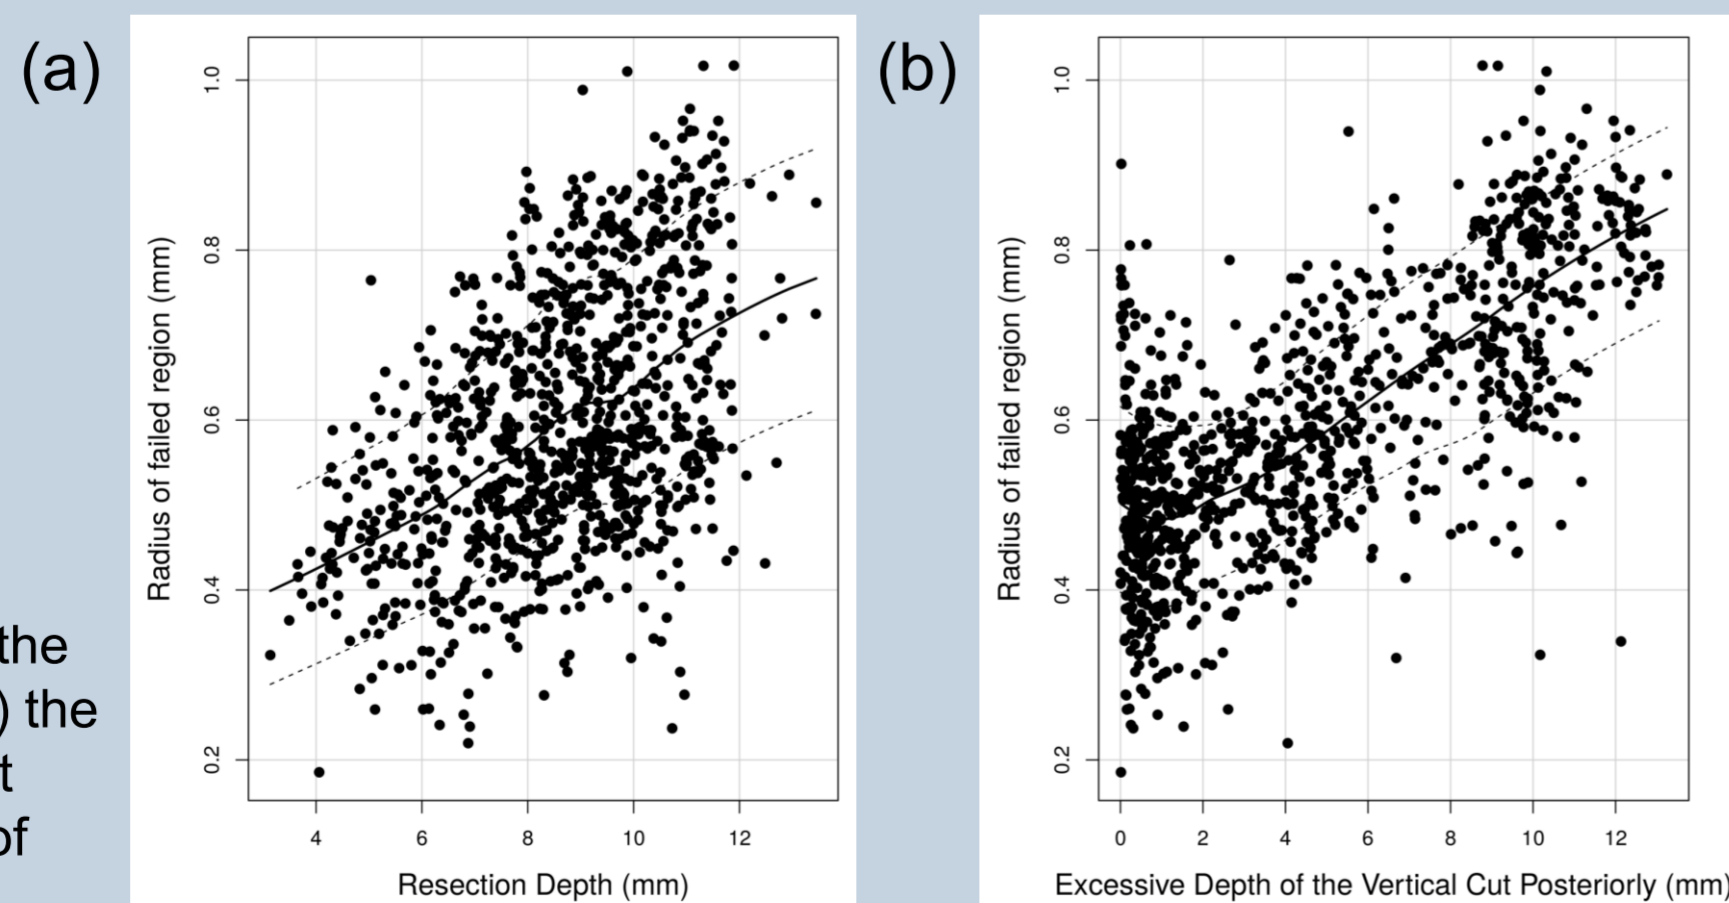 (a)
Radius of failed region (mm)
1.0
0.8
0.6
0.4
0.2
4 6 8 10 12
Resection Depth (mm)
(b)
Radius of failed region (mm)
1.0
0.8
0.6
0.4
0.2
0 2 4 6 8 10 12
Excessive Depth of the Vertical Cut Posteriorly (mm)
the
) the
t
of